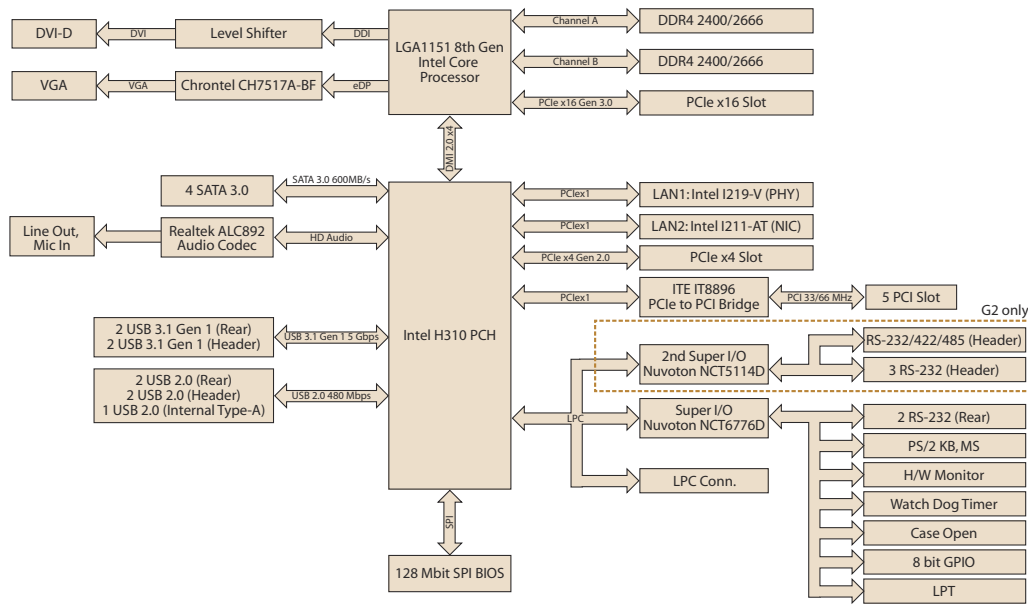 DVI-D
DVI
Level Shifter
DDI
LGA1151 8th Gen
Intel Core
Processor
Channel A
DDR4 2400/2666
Channel B
DDR4 2400/2666
VGA
VGA
Chrontel CH7517A-BF
eDP
PCIe x16 Gen 3.0
PCIe x16 Slot
DMI 2.0 x4
4 SATA 3.0
SATA 3.0 600MB/s
Line Out,
Mic In
Realtek ALC892
Audio Codec
HD Audio
Intel H310 PCH
PCIex1
LAN1: Intel I219-V (PHY)
PCIex1
LAN2: Intel I211-AT (NIC)
PCIe x4 Gen 2.0
PCIe x4 Slot
PCIex1
ITE IT8896
PCIe to PCI Bridge
PCI 33/66 MHz
5 PCI Slot
G2 only
2 USB 3.1 Gen 1 (Rear)
2 USB 3.1 Gen 1 (Header)
USB 3.1 Gen 1 5 Gbps
2 USB 2.0 (Rear)
2 USB 2.0 (Header)
1 USB 2.0 (Internal Type-A)
USB 2.0 480 Mbps
2nd Super I/O
Nuvoton NCT5114D
RS-232/422/485 (Header)
3 RS-232 (Header)
LPC
Super I/O
Nuvoton NCT6776D
2 RS-232 (Rear)
PS/2 KB, MS
H/W Monitor
Watch Dog Timer
Case Open
8 bit GPIO
LPT
LPC Conn.
SPI
128 Mbit SPI BIOS